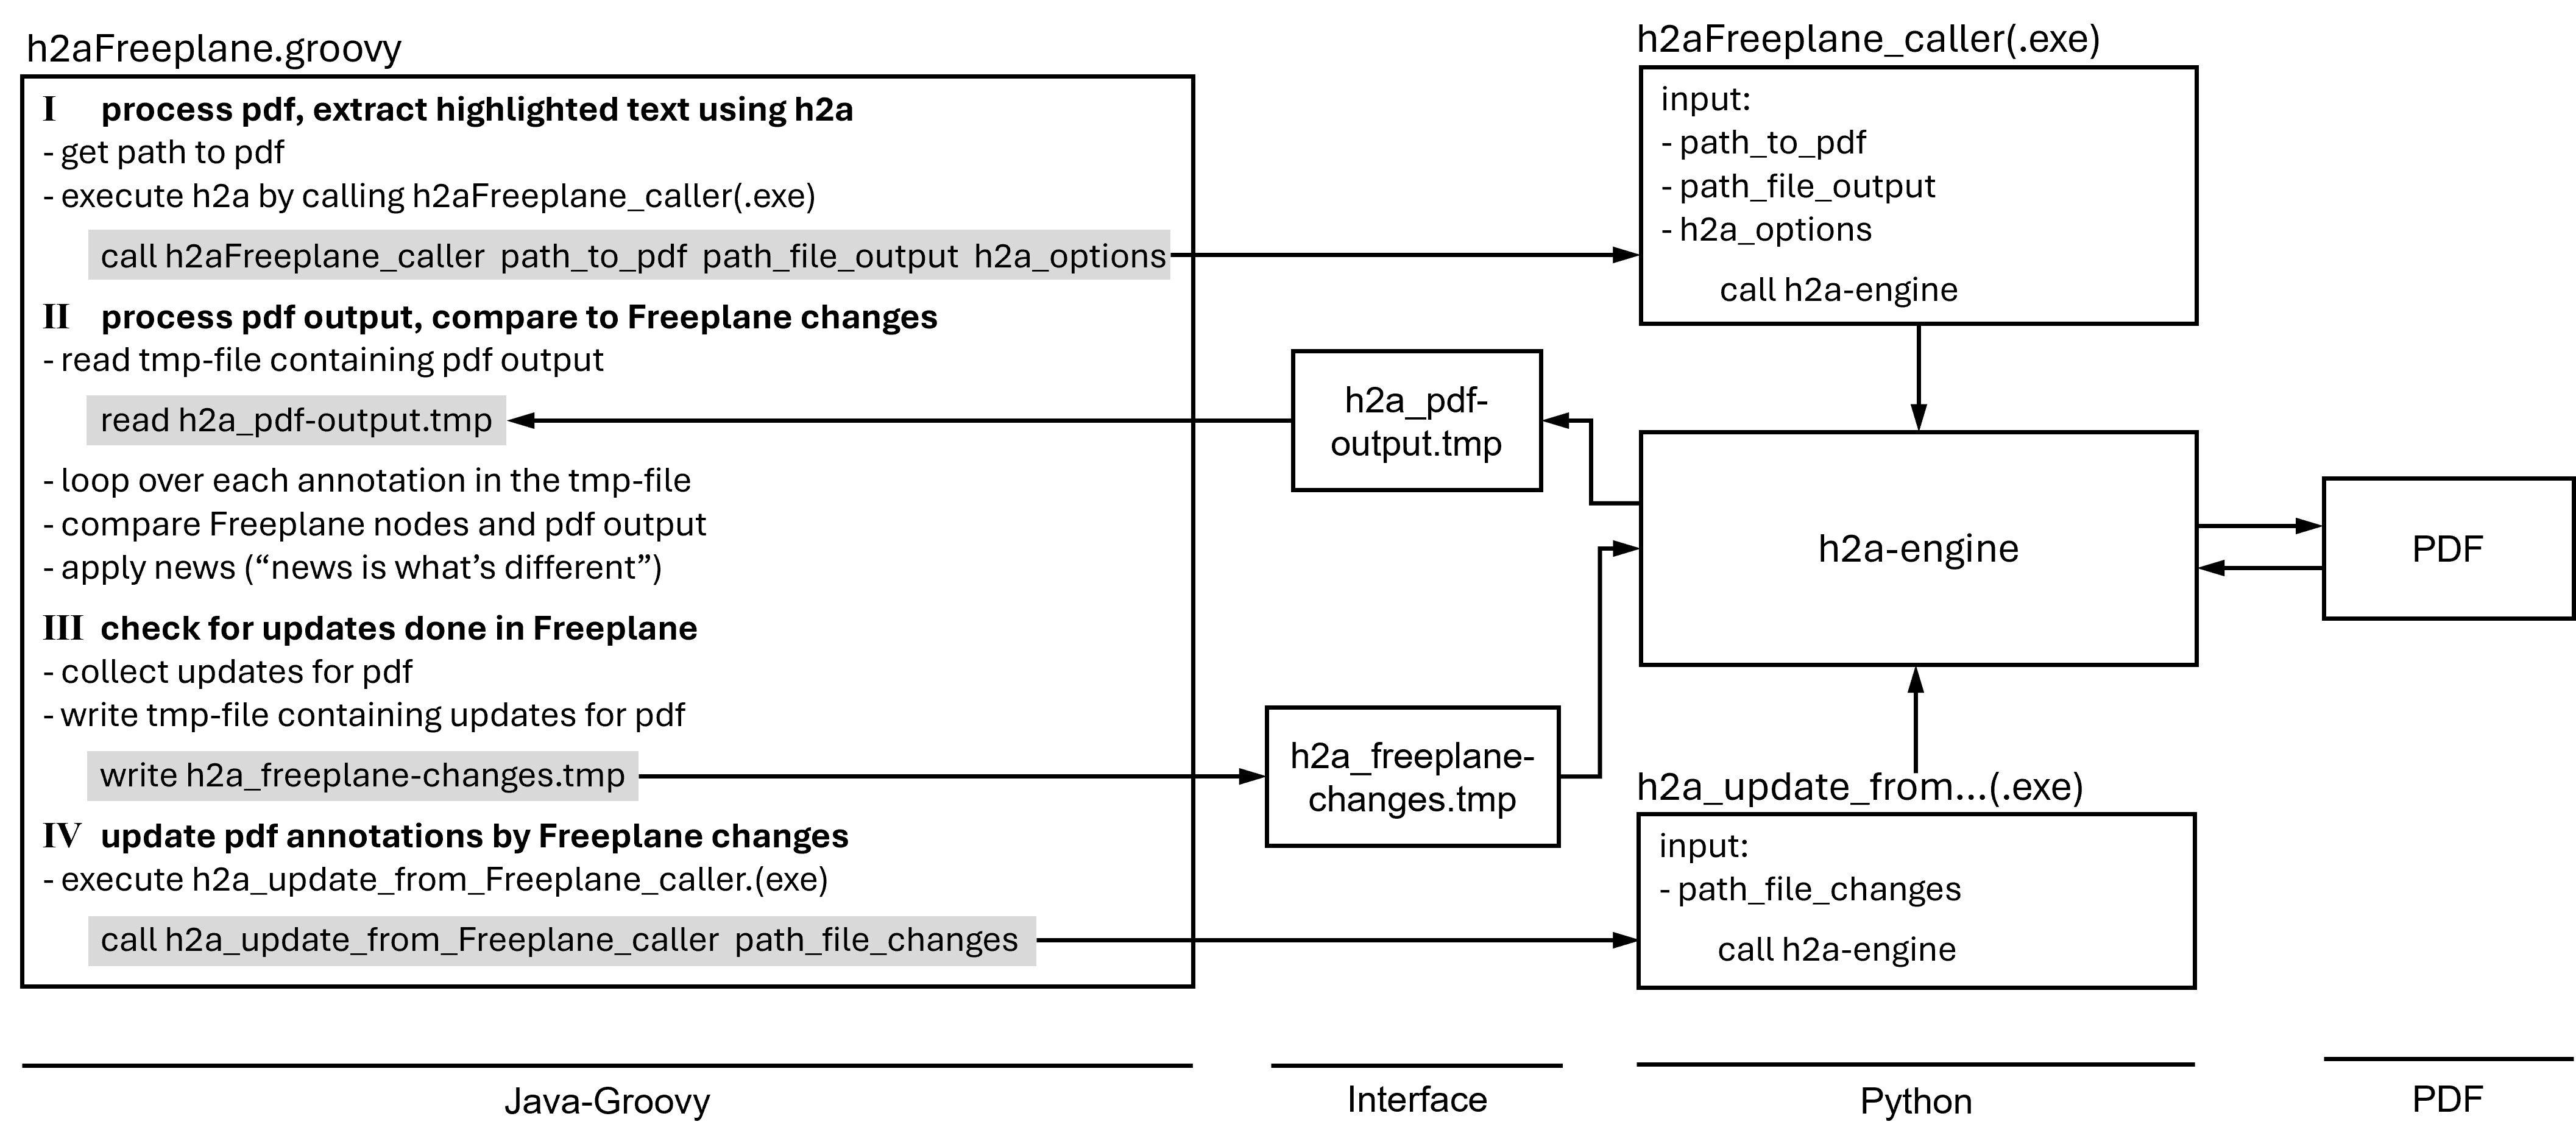 h2aFreeplane.groovy
I process pdf, extract highlighted text using h2a
- get path to pdf
- execute h2a by calling h2aFreeplane_caller(.exe)
call h2aFreeplane_caller path_to_pdf path_file_output h2a_options
II process pdf output, compare to Freeplane changes
- read tmp-file containing pdf output
read h2a_pdf-output.tmp
- loop over each annotation in the tmp-file
- compare Freeplane nodes and pdf output
- apply news (“news is what’s different”)
III check for updates done in Freeplane
- collect updates for pdf
- write tmp-file containing updates for pdf
write h2a_freeplane-changes.tmp
IV update pdf annotations by Freeplane changes
- execute h2a_update_from_Freeplane_caller.(exe)
call h2a_update_from_Freeplane_caller path_file_changes
h2a_pdf-
output.tmp
h2a_freeplane-
changes.tmp
h2aFreeplane_caller(.exe)
input:
- path_to_pdf
- path_file_output
- h2a_options
call h2a-engine
h2a-engine
h2a_update_from...(.exe)
input:
- path_file_changes
call h2a-engine
PDF
Java-Groovy
Interface
Python
PDF